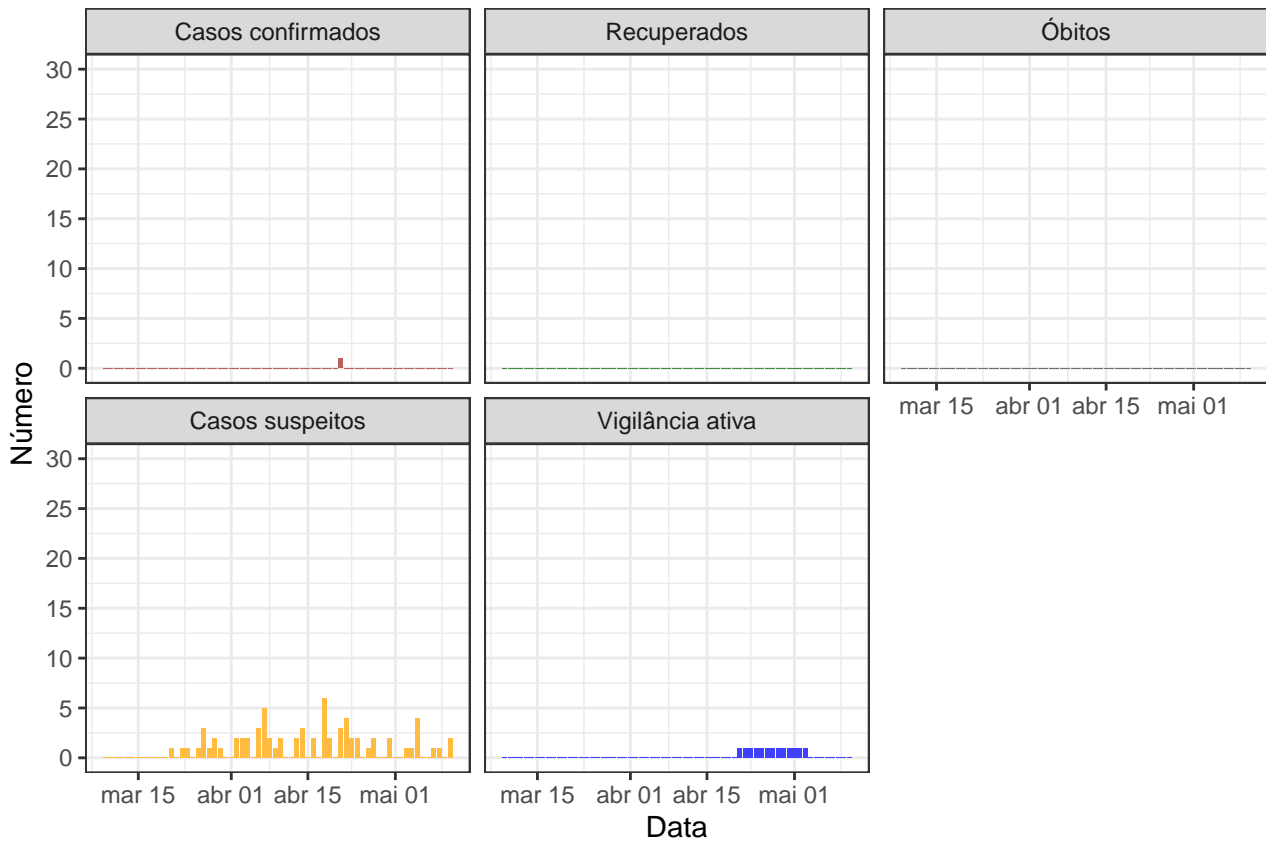 Casos confirmados
Recuperados
Óbitos
30
25
20
15
10
5
0
mar 15 abr 01 abr 15 mai 01
Casos suspeitos
Vigilância ativa
30
25
20
15
10
5
0
mar 15 abr 01 abr 15 mai 01
mar 15 abr 01 abr 15 mai 01
Número
Data